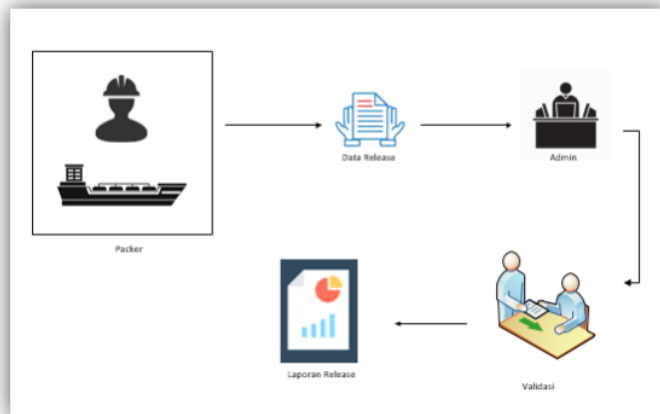 Data Release
Admin
Packer
Laporan Release
Validasi